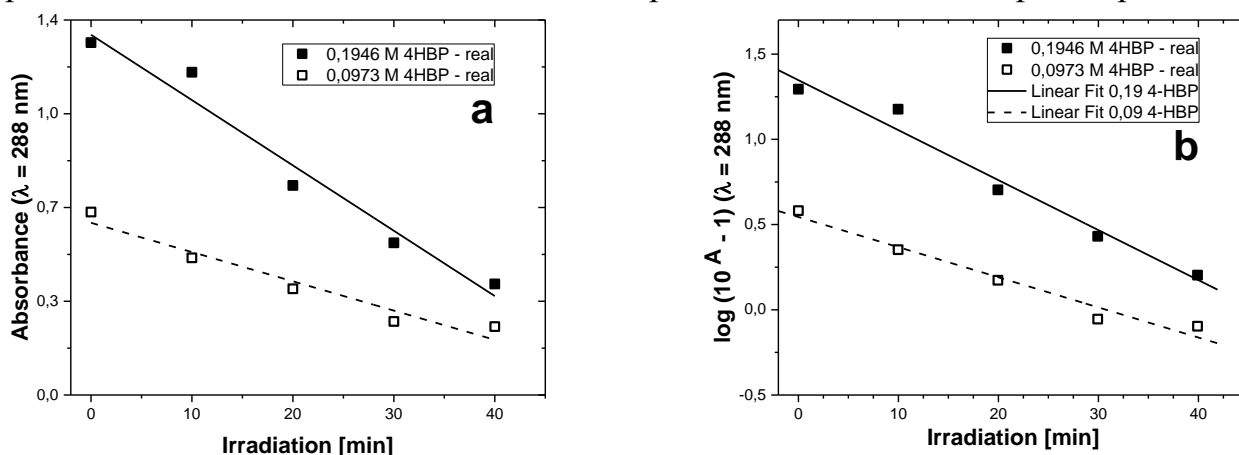 1,4
1,0
0,7
0,3
0,0
0
10
20
30
40
Absorbance (λ = 288 nm)
Irradiation [min]
0,1946 M 4HBP - real
0,0973 M 4HBP - real
a
1,5
1,0
0,5
0,0
-0,5
0
10
20
30
40
log (10 A - 1) (λ = 288 nm)
Irradiation [min]
0,1946 M 4HBP - real
0,0973 M 4HBP - real
Linear Fit 0,19 4-HBP
Linear Fit 0,09 4-HBP
b